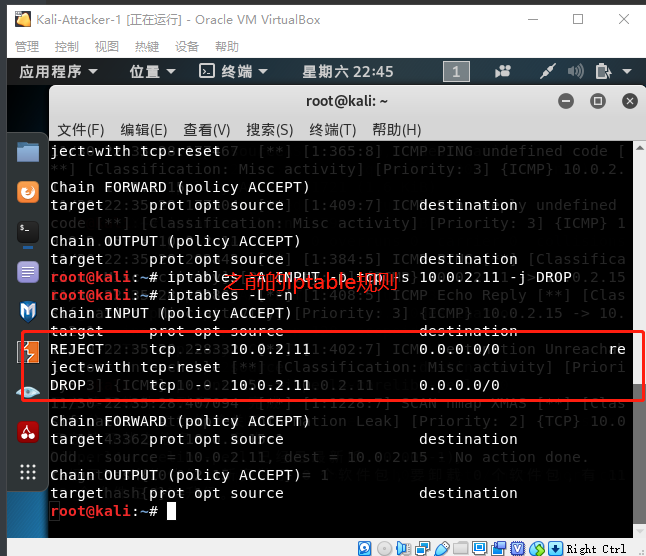 Kali-Attacker-1 [正在运行] - Oracle VM VirtualBox
管理 控制 视图 热键 设备 帮助
应用程序 位置 终端 星期六 22:45 1
root@kali: ~
文件(F) 编辑(E) 查看(V) 搜索(S) 终端(T) 帮助(H)
ject-with tcp-reset
Chain FORWARD (policy ACCEPT)
target prot opt source destination
Chain OUTPUT (policy ACCEPT)
target prot opt source destination
root@kali:~# iptables -A INPUT -p tcp -s 10.0.2.11 -j DROP
之前的iptable规则
root@kali:~# iptables -L -n
Chain INPUT (policy ACCEPT)
target prot opt source destination
REJECT tcp -- 10.0.2.11 0.0.0.0/0 re
ject-with tcp-reset
DROP tcp -- 10.0.2.11 0.0.0.0/0
Chain FORWARD (policy ACCEPT)
target prot opt source destination
Chain OUTPUT (policy ACCEPT)
target prot opt source destination
root@kali:~#
Right Ctrl